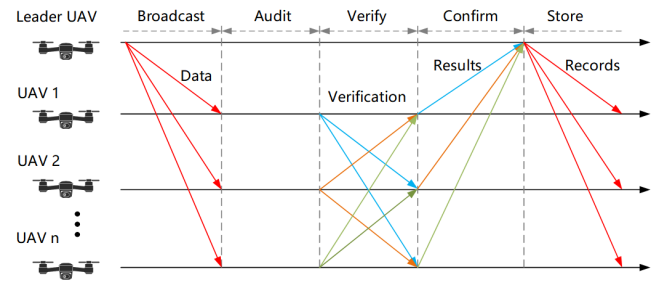 Leader UAV
Broadcast Audit Verify Confirm Store
Data
Results
Records
UAV 1
Verification
UAV 2
UAV n